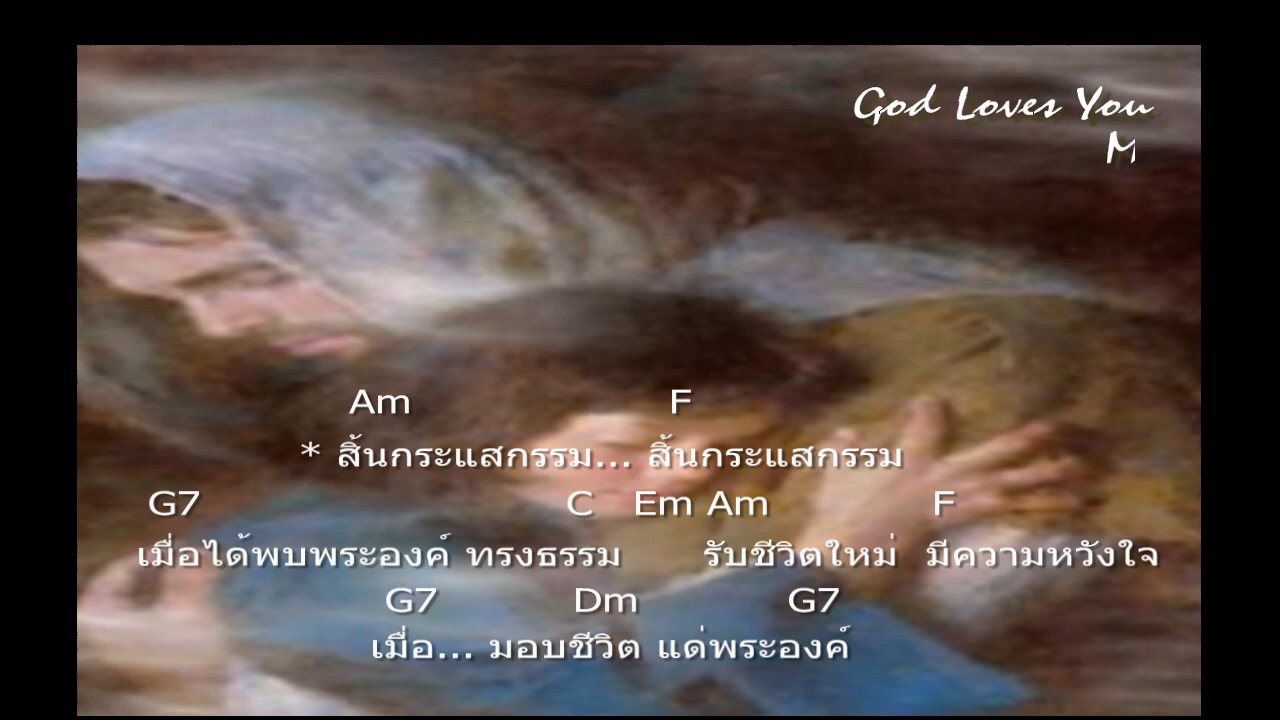 God Loves You
M
Am F
* สิ้นกระแสกรรม... สิ้นกระแสกรรม
G7 C Em Am F
เมื่อได้พบพระองค์ ทรงธรรม รับชีวิตใหม่ มีความหวังใจ
G7 Dm G7
เมื่อ... มอบชีวิต แด่พระองค์